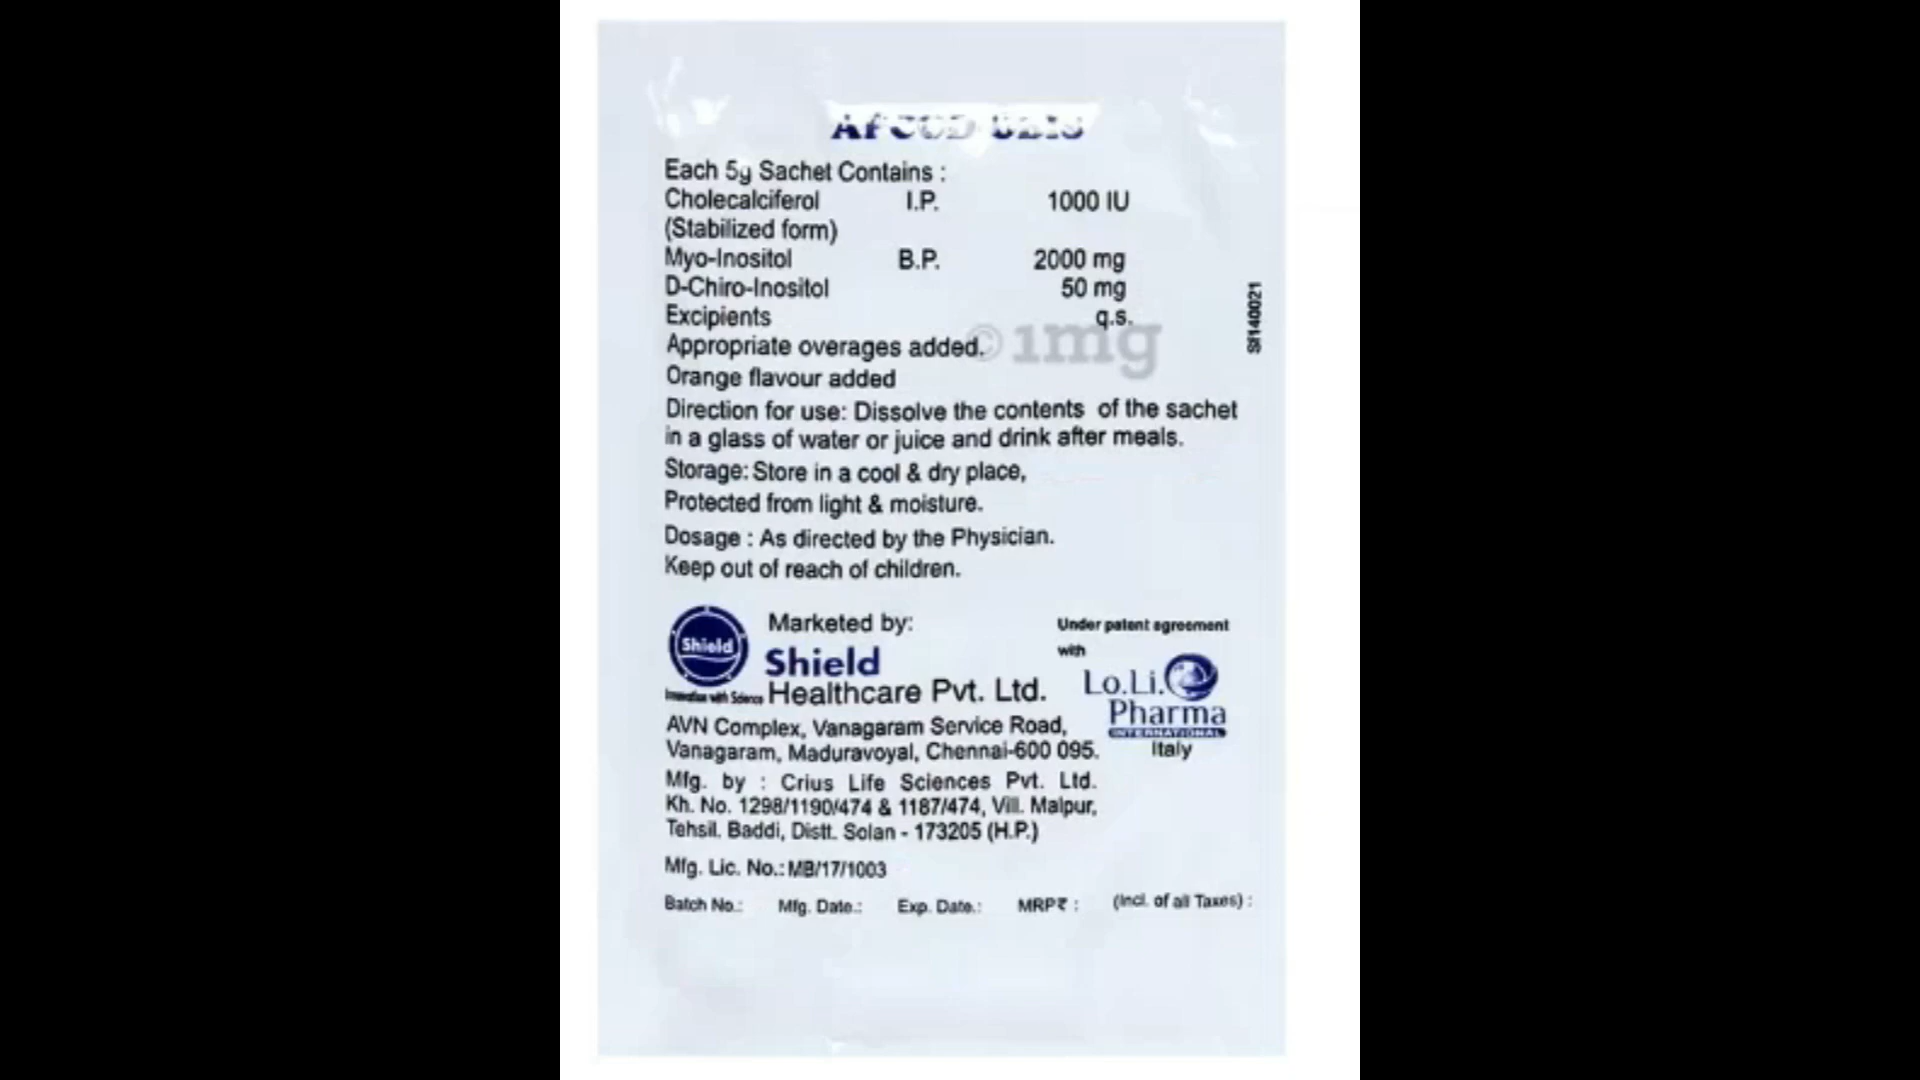 Each 5g Sachet Contains :
Cholecalciferol I.P. 1000 IU
(Stabilized form)
Myo-Inositol B.P. 2000 mg
D-Chiro-Inositol 50 mg
Excipients q.s.
©1mg
Appropriate overages added.
Orange flavour added
Direction for use: Dissolve the contents of the sachet
in a glass of water or juice and drink after meals.
Storage: Store in a cool & dry place,
Protected from light & moisture.
Dosage : As directed by the Physician.
Keep out of reach of children.
SI140021
Shield
Innovation with Science
Marketed by:
Shield
Healthcare Pvt. Ltd.
AVN Complex, Vanagaram Service Road,
Vanagaram, Maduravoyal, Chennai-600 095.
Under patent agreement
with
Lo.Li.
Pharma
INTERNATIONAL
Italy
Mfg. by : Crius Life Sciences Pvt. Ltd.
Kh. No. 1298/1190/474 & 1187/474, Vill. Malpur,
Tehsil. Baddi, Distt. Solan - 173205 (H.P.)
Mfg. Lic. No.: MB/17/1003
Batch No.: Mfg. Date.: Exp. Date.: MRP₹ : (Incl. of all Taxes) :